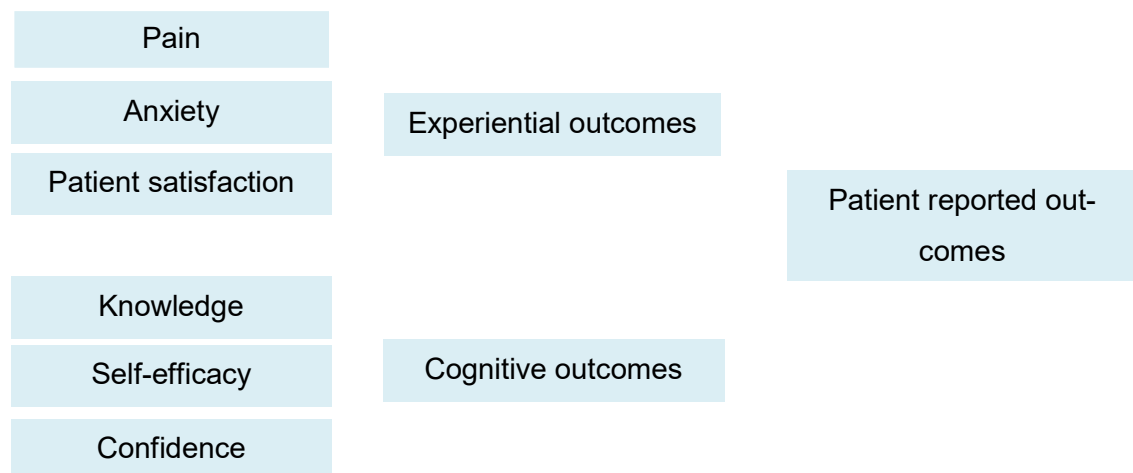 Pain
Anxiety
Patient satisfaction
Experiential outcomes
Patient reported out-
comes
Knowledge
Self-efficacy
Confidence
Cognitive outcomes